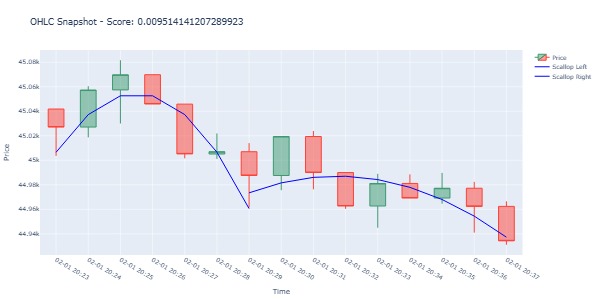 OHLC Snapshot - Score: 0.009514141207289923
45.08k
45.06k
45.04k
45.02k
45k
44.98k
44.96k
44.94k
Price
02-01 20:23
02-01 20:24
02-01 20:25
02-01 20:26
02-01 20:27
02-01 20:28
02-01 20:29
02-01 20:30
02-01 20:31
02-01 20:32
02-01 20:33
02-01 20:34
02-01 20:35
02-01 20:36
02-01 20:37
Time
Price
Scallop Left
Scallop Right